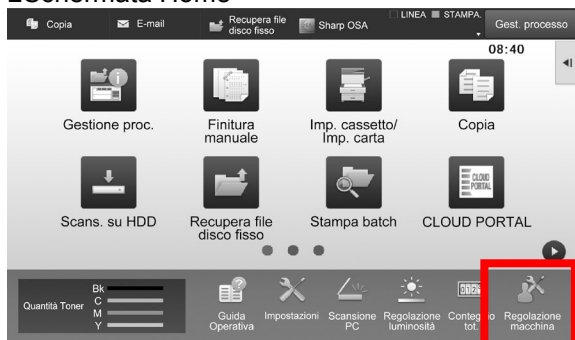 Schermata Home
Copia
E-mail
Recupera file
disco fisso
Sharp OSA
LINEA
STAMPA.
Gest. processo
08:40
Gestione proc.
Finitura
manuale
Imp. cassetto/
Imp. carta
Copia
Scans. su HDD
Recupera file
disco fisso
Stampa batch
CLOUD
PORTAL
CLOUD PORTAL
Quantità Toner
Bk
C
M
Y
Guida
Operativa
Impostazioni
Scansione
PC
Regolazione
luminosità
Conteggio
tot.
Regolazione
macchina